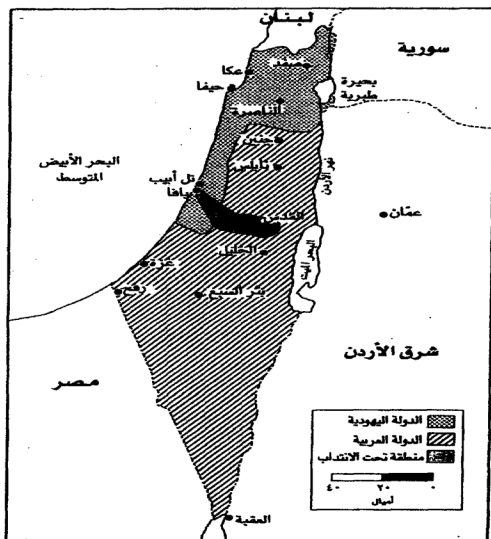 لبنان
سورية
صفد
عكا
حيفا
بحيرة
طبرية
الناصرة
جنين
نابلس
نهر الأردن
البحر الأبيض
المتوسط
تل أبيب
يافا
القدس
عمّان
الخليل
البحر الميت
غزة
رفح
بئر السبع
شرق الأردن
مصر
الدولة اليهودية
الدولة العربية
منطقة تحت الانتداب
٤٠ ٢٠ ٠
أميال
العقبة